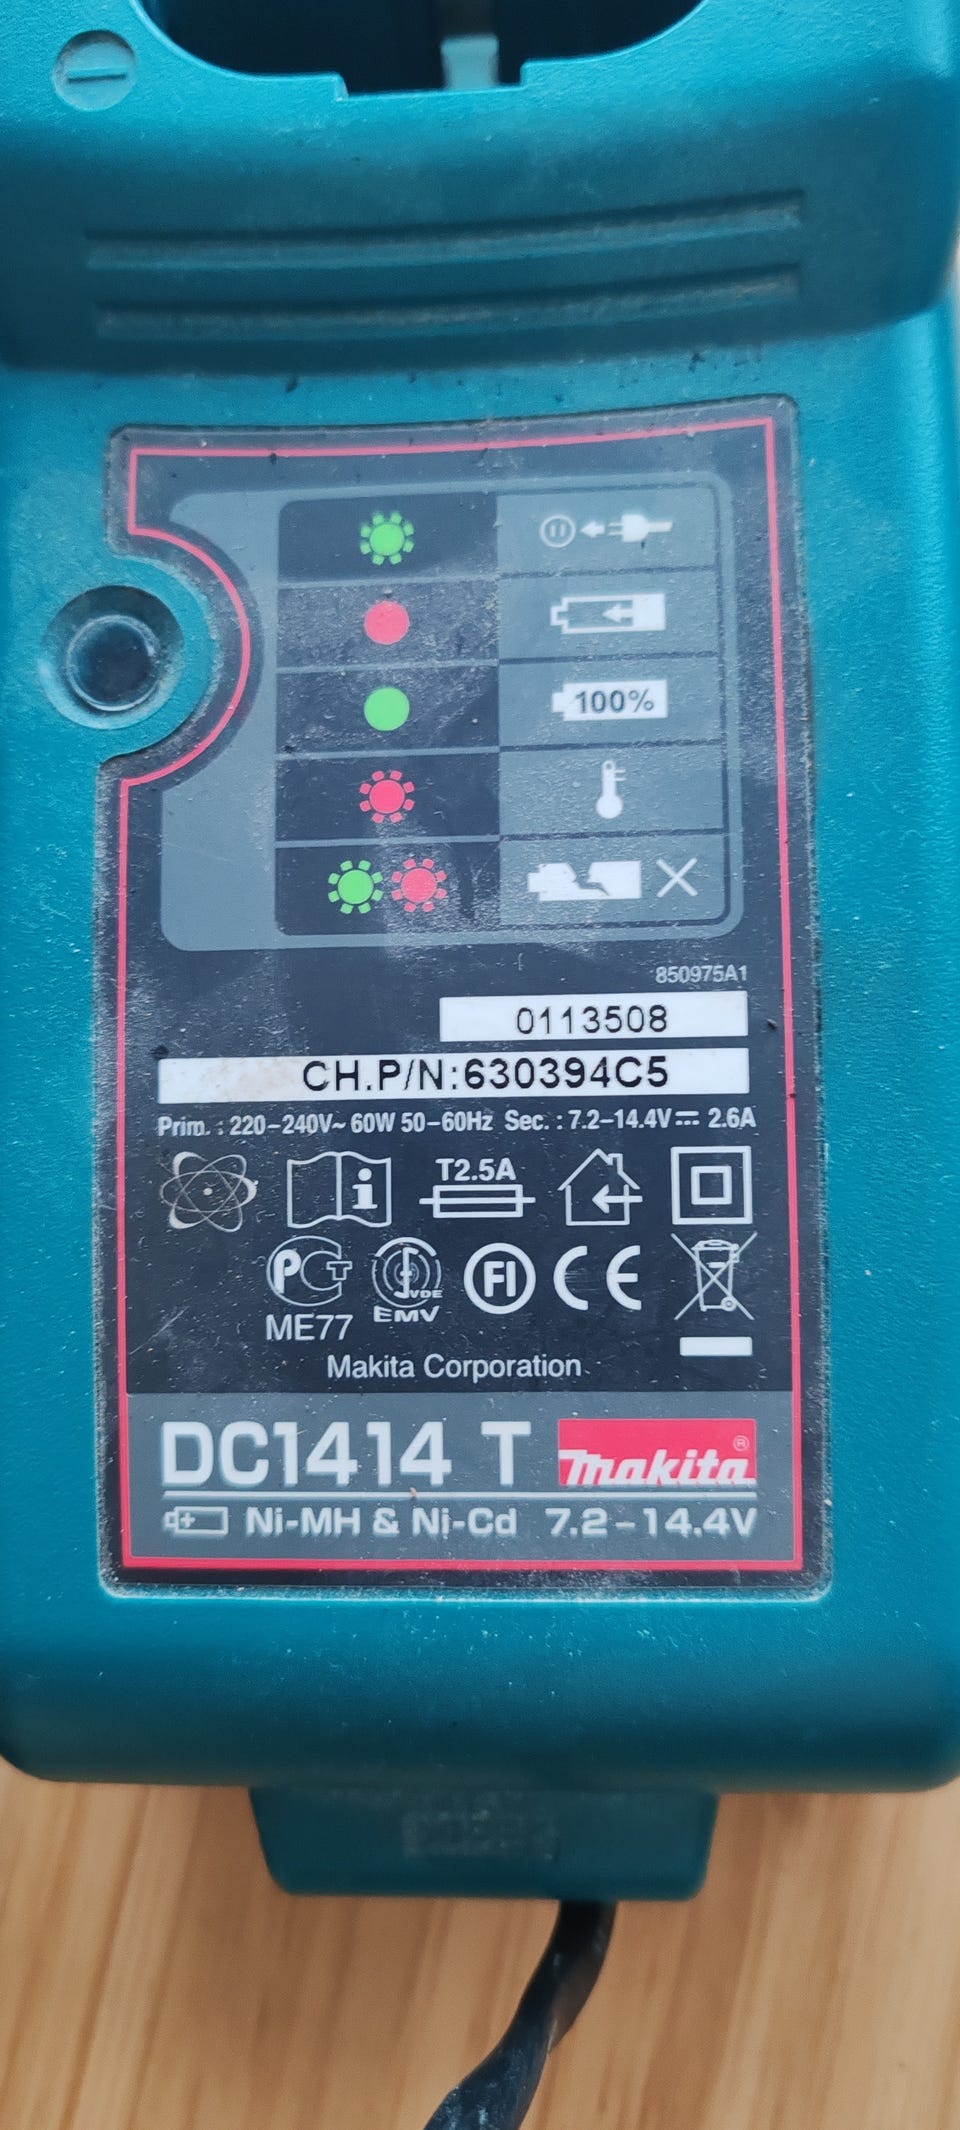 100%
850975A1
0113508
CH.P/N:630394C5
Prim. : 220-240V~ 60W 50-60Hz Sec. : 7.2-14.4V⎓ 2.6A
i
T2.5A
PCT
VDE
FI
CE
EMV
ME77
Makita Corporation
DC1414 T makita®
+ Ni-MH & Ni-Cd 7.2-14.4V